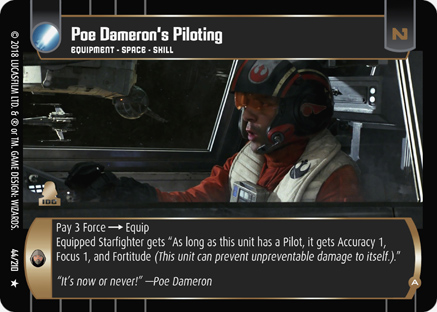 Poe Dameron's Piloting
EQUIPMENT - SPACE - SKILL
N
© 2018 LUCASFILM LTD. & ® or TM. GAME DESIGN: WIZARDS.
IDG
Pay 3 Force → Equip
Equipped Starfighter gets “As long as this unit has a Pilot, it gets Accuracy 1,
Focus 1, and Fortitude (This unit can prevent unpreventable damage to itself.).”
“It's now or never!” —Poe Dameron
44/210
A